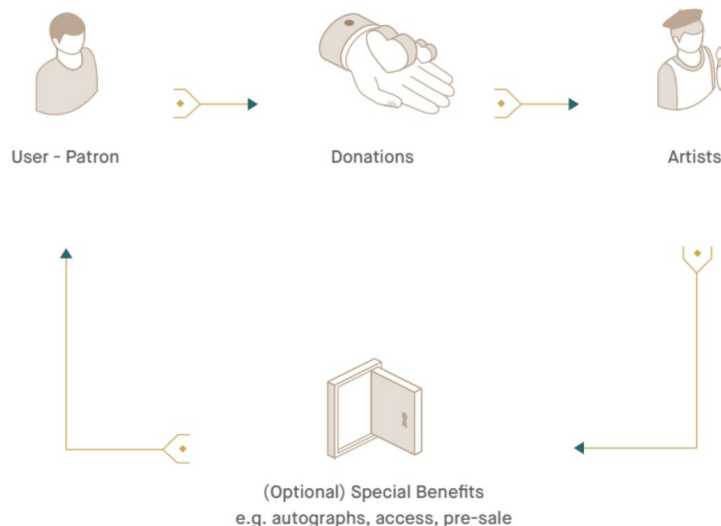 User - Patron
Donations
Artists
(Optional) Special Benefits
e.g. autographs, access, pre-sale